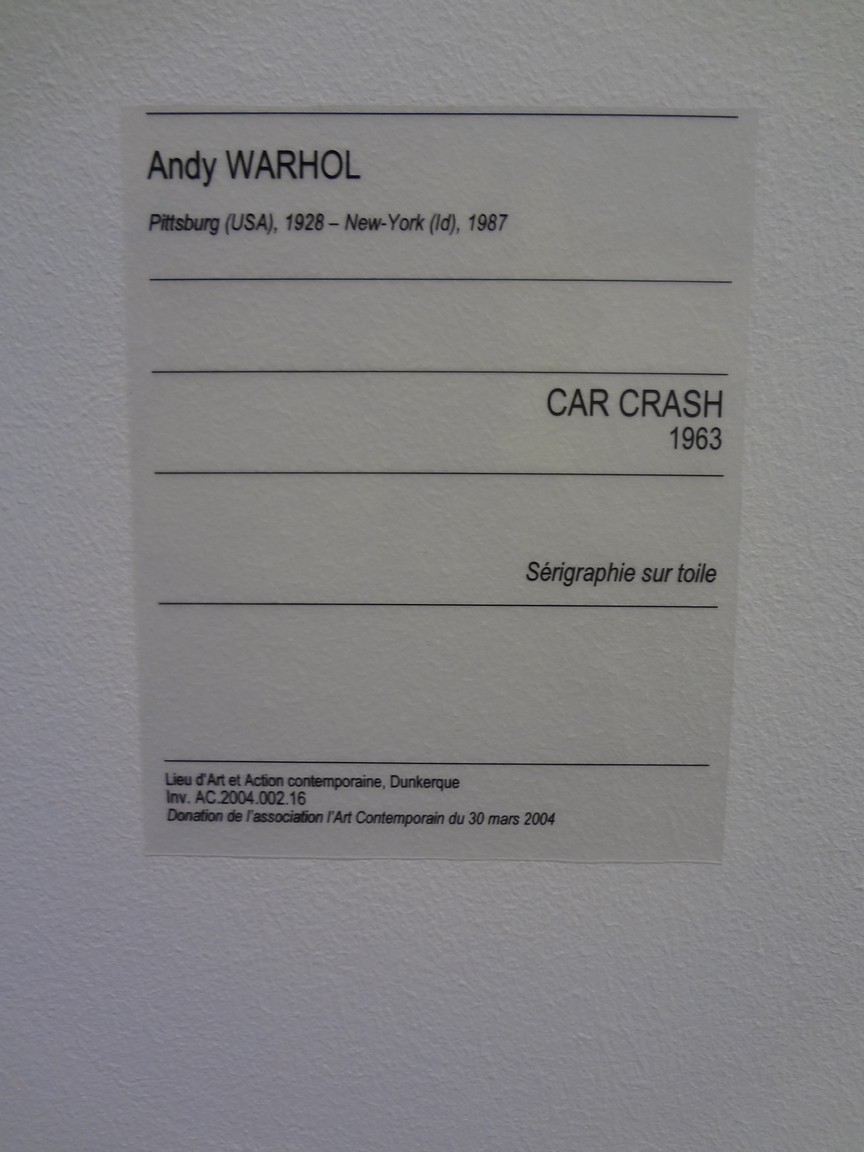 Andy WARHOL
Pittsburg (USA), 1928 – New-York (Id), 1987
CAR CRASH
1963
Sérigraphie sur toile
Lieu d'Art et Action contemporaine, Dunkerque
Inv. AC.2004.002.16
Donation de l'association l'Art Contemporain du 30 mars 2004